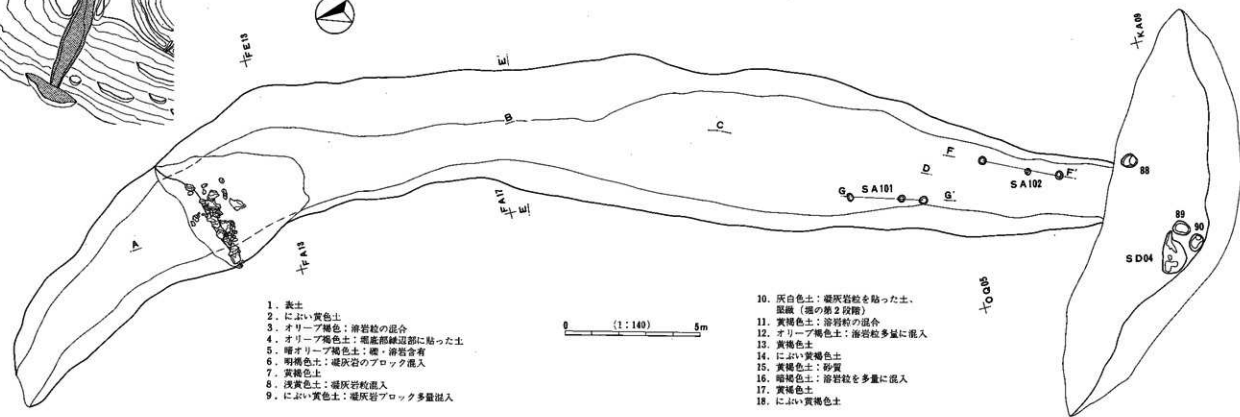 FE13
E'
KA09
B
C
F
88
D
F'
SA102
G
SA101
G'
89
90
A
FA17
E
SD04
FA13
OQ05
1. 表土
2. にぶい黄色土
3. オリーブ褐色:溶岩粒の混合
4. オリーブ褐色土:堀底部縁辺部に貼った土
5. 暗オリーブ褐色土:礫・溶岩含有
6. 明褐色土:凝灰岩のブロック混入
7. 黄褐色土
8. 浅黄色土:凝灰岩粒混入
9. にぶい黄色土:凝灰岩ブロック多量混入
0 (1:140) 5m
10. 灰白色土:凝灰岩粒を貼った土、
堅緻(堀の第2段階)
11. 黄褐色土:溶岩粒の混合
12. オリーブ褐色土:溶岩粒多量に混入
13. 黄褐色土
14. にぶい黄褐色土
15. 黄褐色土:砂質
16. 暗褐色土:溶岩粒を多量に混入
17. 黄褐色土
18. にぶい黄褐色土